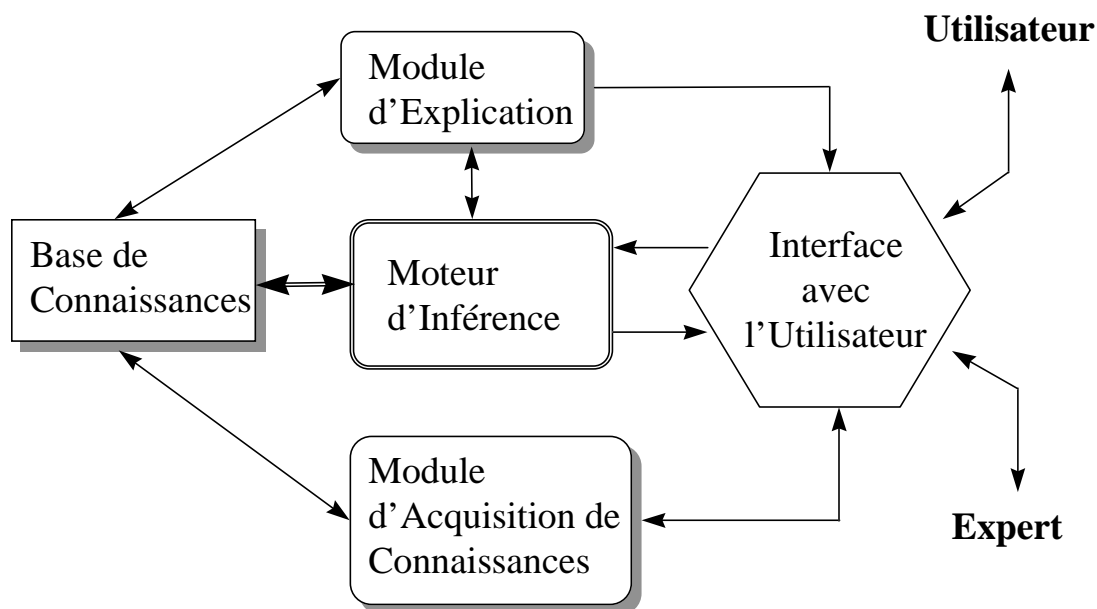 Utilisateur
Module
d’Explication
Base de
Connaissances
Moteur
d’Inférence
Interface
avec
l’Utilisateur
Module
d’Acquisition de
Connaissances
Expert